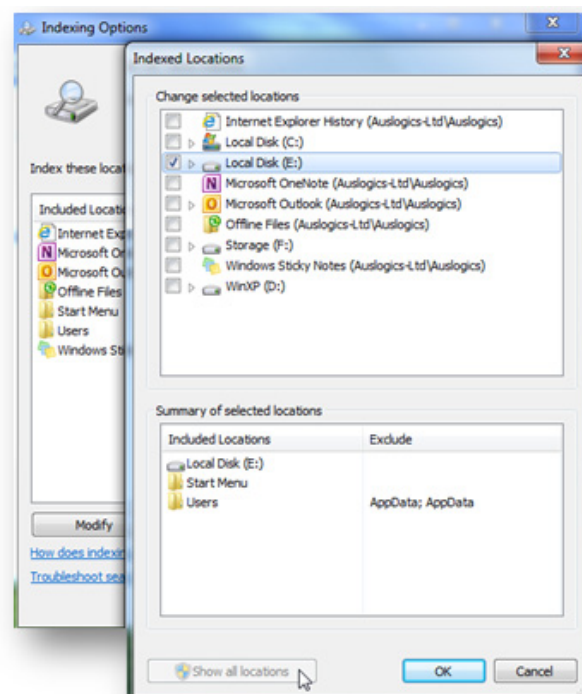 Indexing Options
Indexed Locations
Change selected locations
Internet Explorer History (Auslogics-Ltd\Auslogics)
Local Disk (C:)
Local Disk (E:)
Microsoft OneNote (Auslogics-Ltd\Auslogics)
Microsoft Outlook (Auslogics-Ltd\Auslogics)
Offline Files (Auslogics-Ltd\Auslogics)
Storage (F:)
Windows Sticky Notes (Auslogics-Ltd\Auslogics)
WinXP (D:)
Summary of selected locations
Included Locations Exclude
Local Disk (E:)
Start Menu
Users AppData; AppData
Show all locations OK Cancel
Index these locat
Included Locatio
Internet Exp
Microsoft On
Microsoft Ou
Offline Files
Start Menu
Users
Windows Sti
Modify
How does indexin
Troubleshoot sea